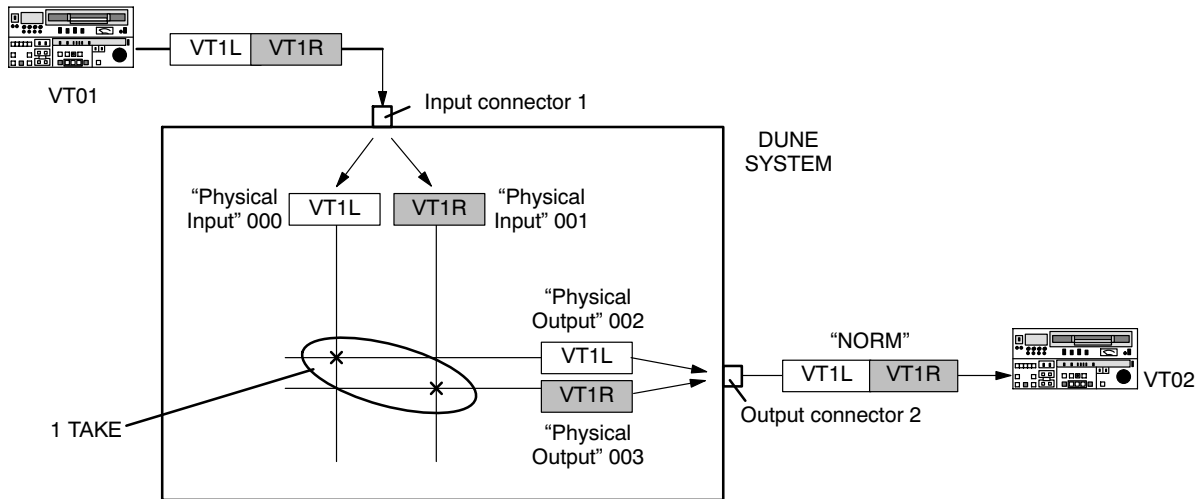 VT1L VT1R
VT01
Input connector 1
DUNE
SYSTEM
“Physical
Input” 000
VT1L
VT1R
“Physical
Input” 001
“Physical
Output” 002
VT1L
VT1R
“Physical
Output” 003
“NORM”
VT1L VT1R
VT02
Output connector 2
1 TAKE